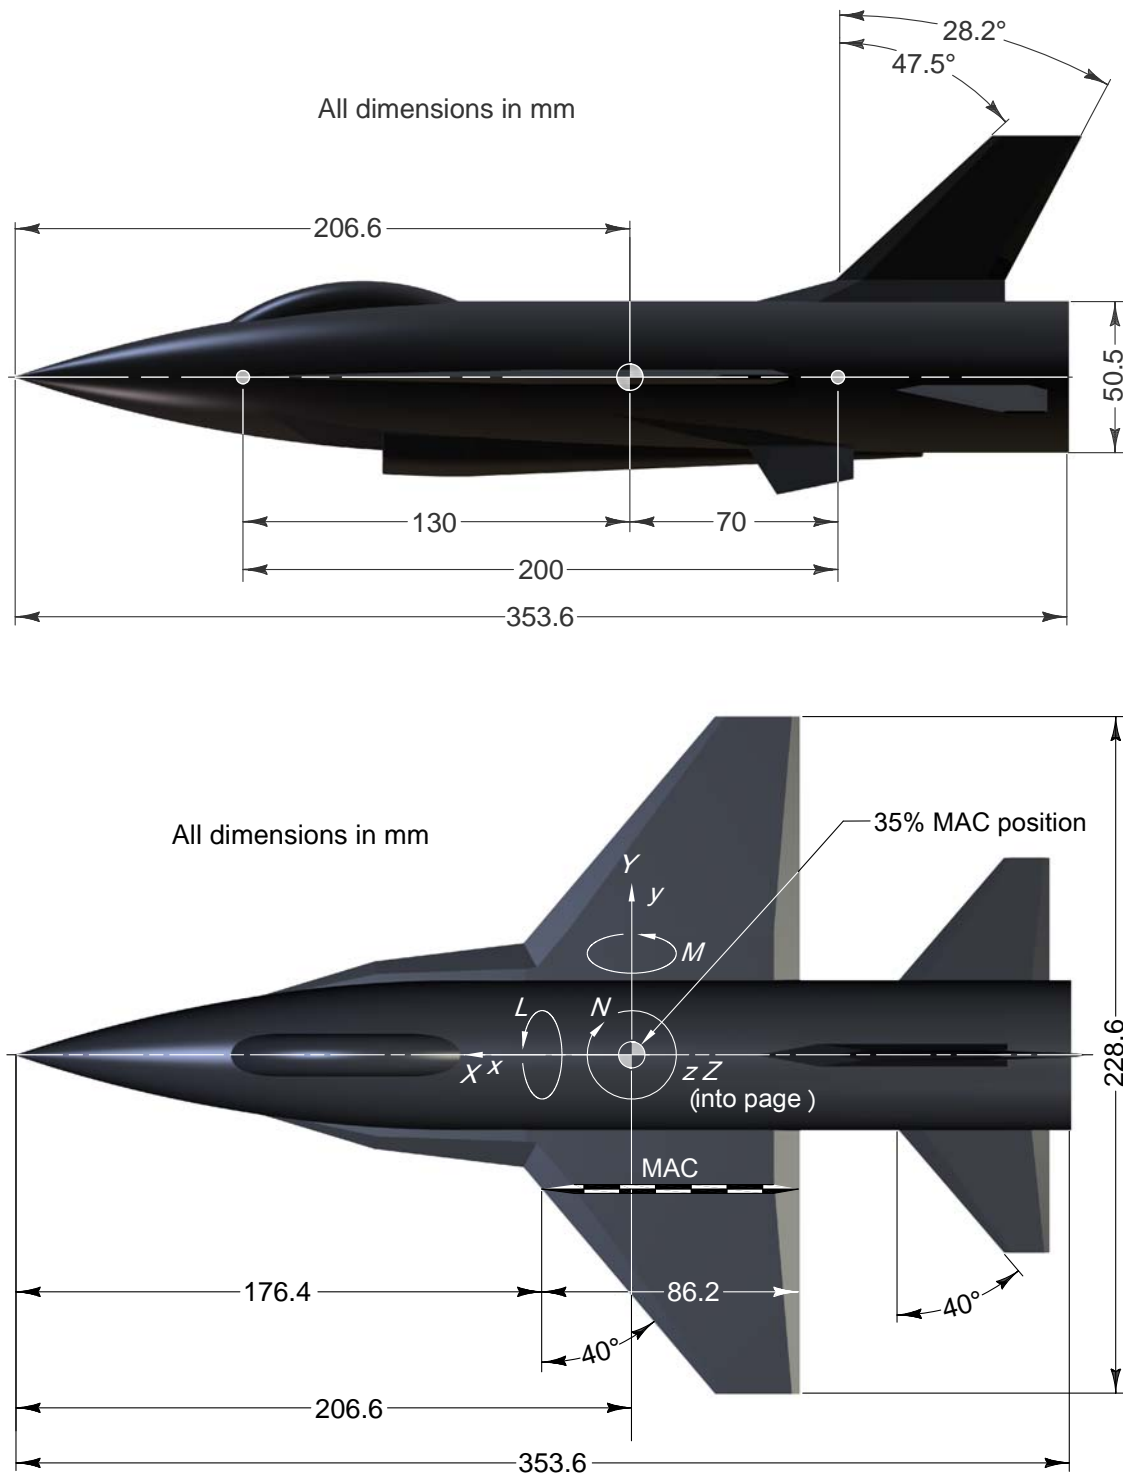 28.2°
47.5°
All dimensions in mm
206.6
50.5
130
70
200
353.6
All dimensions in mm
35% MAC position
Y
y
M
L
N
X x
z Z
(into page )
228.6
MAC
176.4
86.2
40°
40°
206.6
353.6